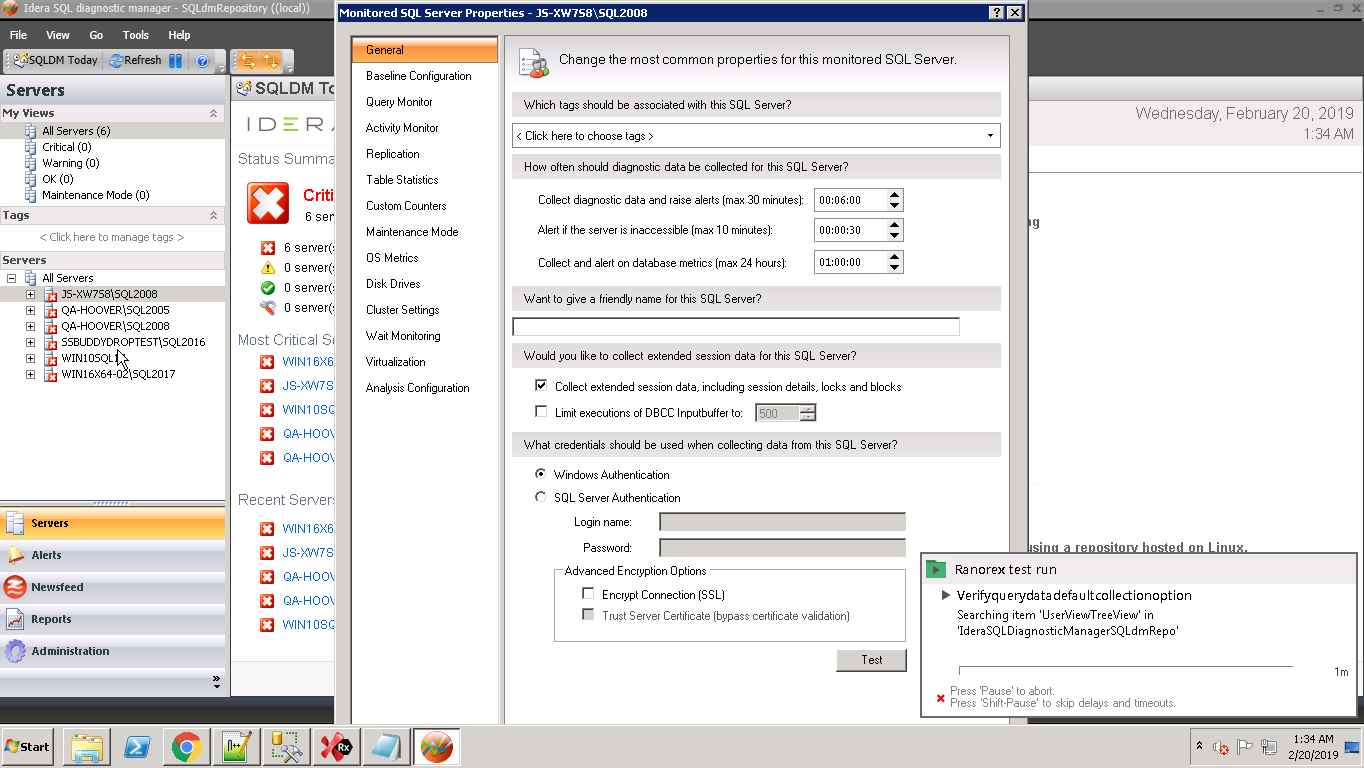 Idera SQL diagnostic manager - SQLdmRepository ((local))
File View Go Tools Help
SQLDM Today Refresh
Servers
My Views
All Servers (6)
Critical (0)
Warning (0)
OK (0)
Maintenance Mode (0)
Tags
< Click here to manage tags >
Servers
All Servers
JS-XW7S8\SQL2008
QA-HOOVER\SQL2005
QA-HOOVER\SQL2008
SSBUDDYDROPTEST\SQL2016
WIN10SQL
WIN16X64-02\SQL2017
Servers
Alerts
Newsfeed
Reports
Administration
SQLDM To
IDERA
Status Summa
Criti
6 ser
6 server(s
0 server(s
0 server(s
0 server(s
Most Critical S
WIN16X6
JS-XW7S
WIN10SQ
QA-HOOV
QA-HOOV
Recent Servers
WIN16X6
JS-XW7S
QA-HOOV
QA-HOOV
WIN10SQ
Monitored SQL Server Properties - JS-XW7S8\SQL2008
General
Baseline Configuration
Query Monitor
Activity Monitor
Replication
Table Statistics
Custom Counters
Maintenance Mode
OS Metrics
Disk Drives
Cluster Settings
Wait Monitoring
Virtualization
Analysis Configuration
Change the most common properties for this monitored SQL Server.
Which tags should be associated with this SQL Server?
< Click here to choose tags >
How often should diagnostic data be collected for this SQL Server?
Collect diagnostic data and raise alerts (max 30 minutes): 00:06:00
Alert if the server is inaccessible (max 10 minutes): 00:00:30
Collect and alert on database metrics (max 24 hours): 01:00:00
Want to give a friendly name for this SQL Server?
Would you like to collect extended session data for this SQL Server?
Collect extended session data, including session details, locks and blocks
Limit executions of DBCC Inputbuffer to: 500
What credentials should be used when collecting data from this SQL Server?
Windows Authentication
SQL Server Authentication
Login name:
Password:
Advanced Encryption Options
Encrypt Connection (SSL)
Trust Server Certificate (bypass certificate validation)
Test
Wednesday, February 20, 2019
1:34 AM
ng
using a repository hosted on Linux.
Ranorex test run
Verifyquerydatadefaultcollectionoption
Searching item 'UserViewTreeView' in
'IderaSQLDiagnosticManagerSQLdmRepo'
1m
Press 'Pause' to abort.
Press 'Shift-Pause' to skip delays and timeouts.
Start
Rx
1:34 AM
2/20/2019